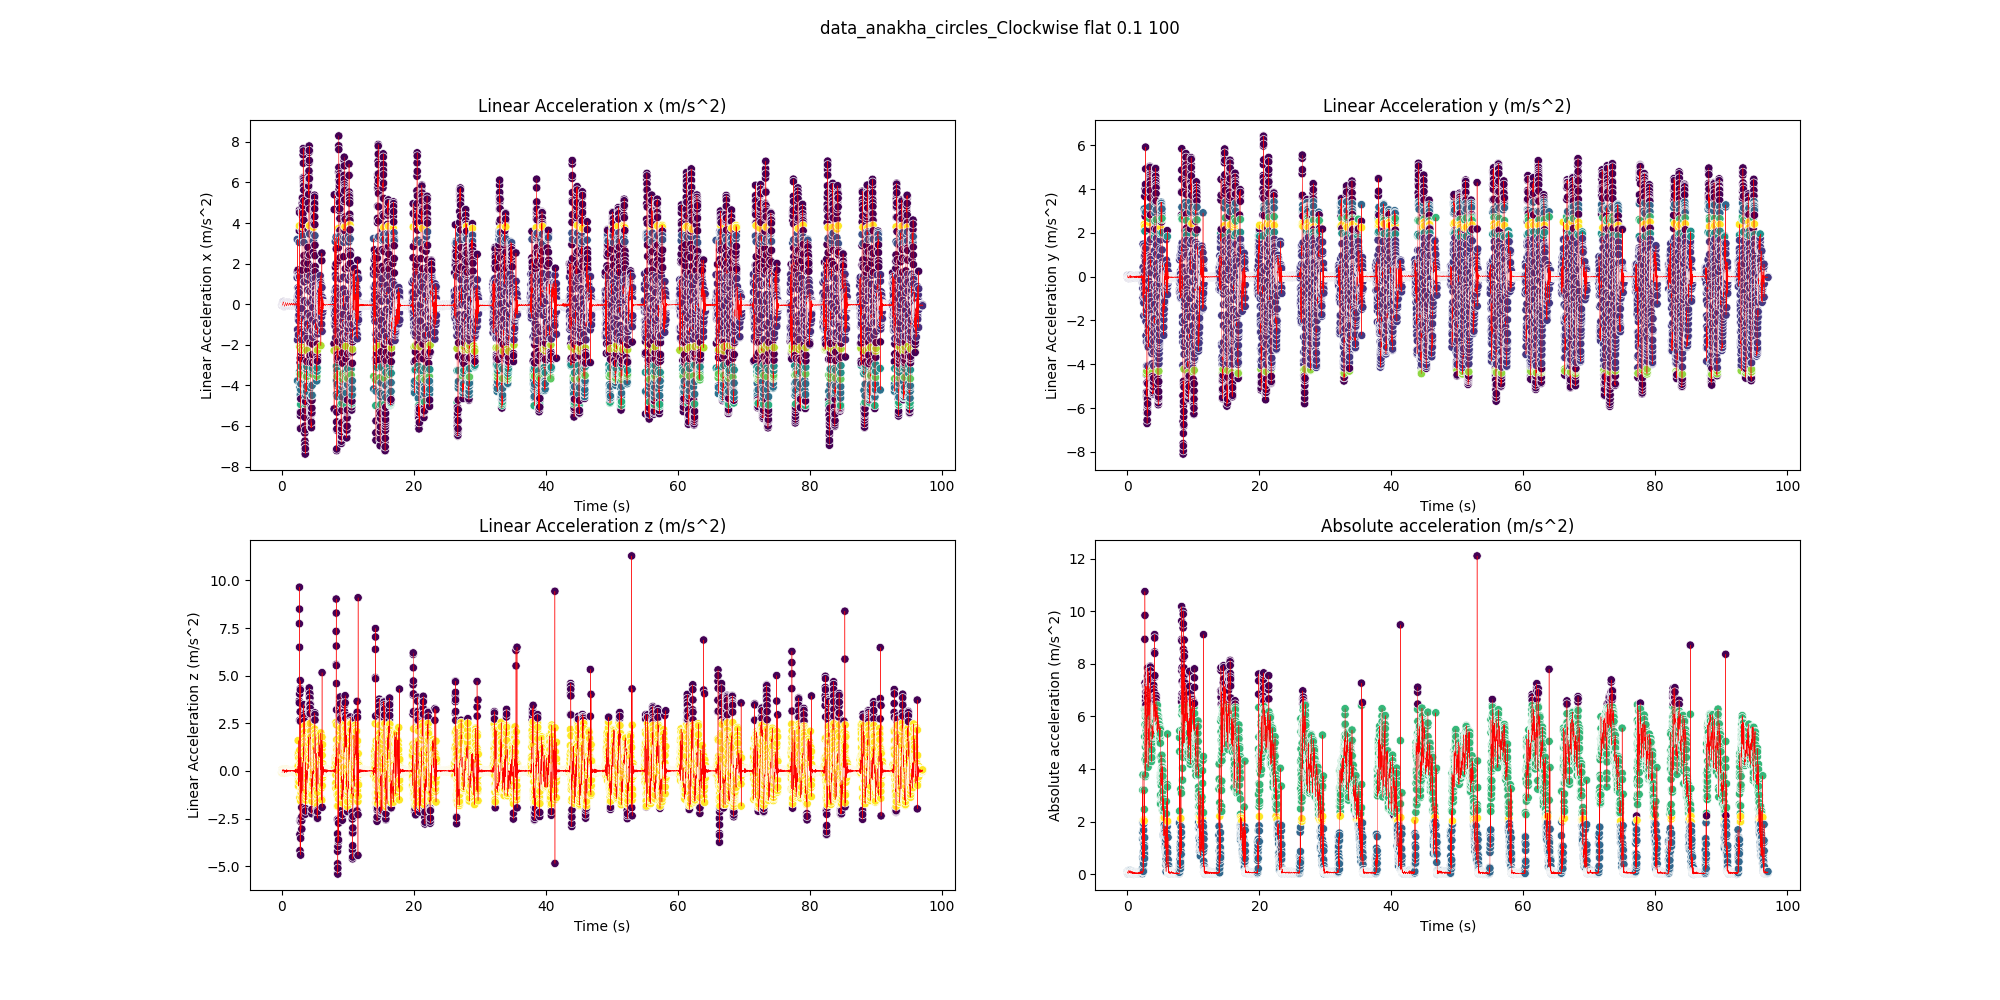 data_anakha_circles_Clockwise flat 0.1 100
Linear Acceleration x (m/s^2)
Linear Acceleration x (m/s^2)
8
6
4
2
0
−2
−4
−6
−8
0 20 40 60 80 100
Time (s)
Linear Acceleration y (m/s^2)
Linear Acceleration y (m/s^2)
6
4
2
0
−2
−4
−6
−8
0 20 40 60 80 100
Time (s)
Linear Acceleration z (m/s^2)
Linear Acceleration z (m/s^2)
10.0
7.5
5.0
2.5
0.0
−2.5
−5.0
0 20 40 60 80 100
Time (s)
Absolute acceleration (m/s^2)
Absolute acceleration (m/s^2)
12
10
8
6
4
2
0
0 20 40 60 80 100
Time (s)